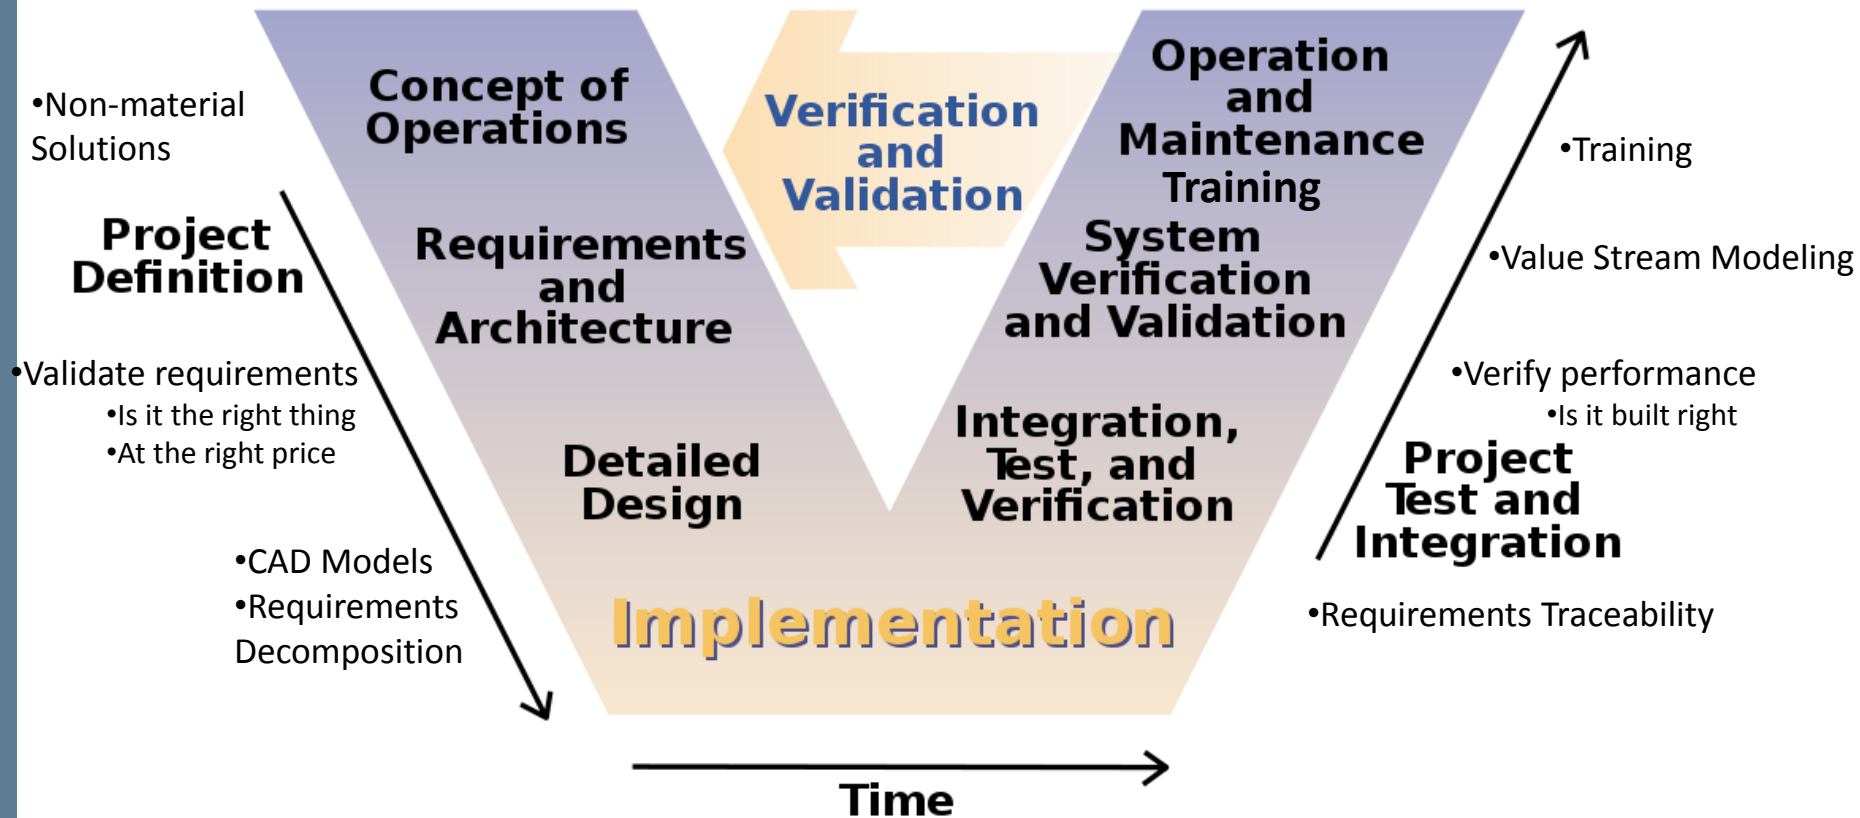 •Non-material
Solutions
Project
Definition
•Validate requirements
•Is it the right thing
•At the right price
•CAD Models
•Requirements
Decomposition
Concept of
Operations
Requirements
and
Architecture
Detailed
Design
Implementation
Verification
and
Validation
Operation
and
Maintenance
Training
System
Verification
and Validation
Integration,
Test, and
Verification
•Training
•Value Stream Modeling
•Verify performance
•Is it built right
Project
Test and
Integration
•Requirements Traceability
Time